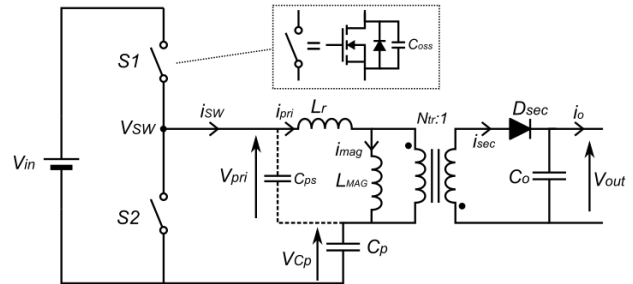 S1
=
Coss
Vin
VSW
iSW
ipri
Lr
Ntr:1
Dsec
io
isec
imag
Vpri
Cps
LMAG
Co
Vout
S2
VCp
Cp